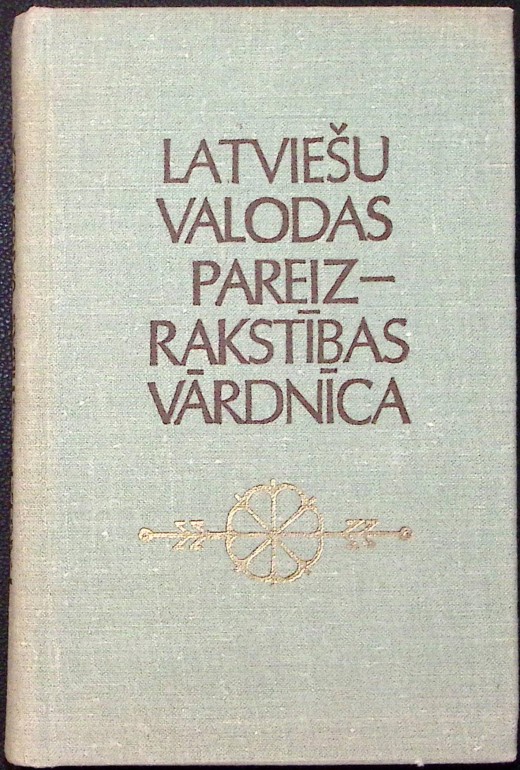 LATVIEŠU
VALODAS
PAREIZ–
RAKSTĪBAS
VĀRDNĪCA